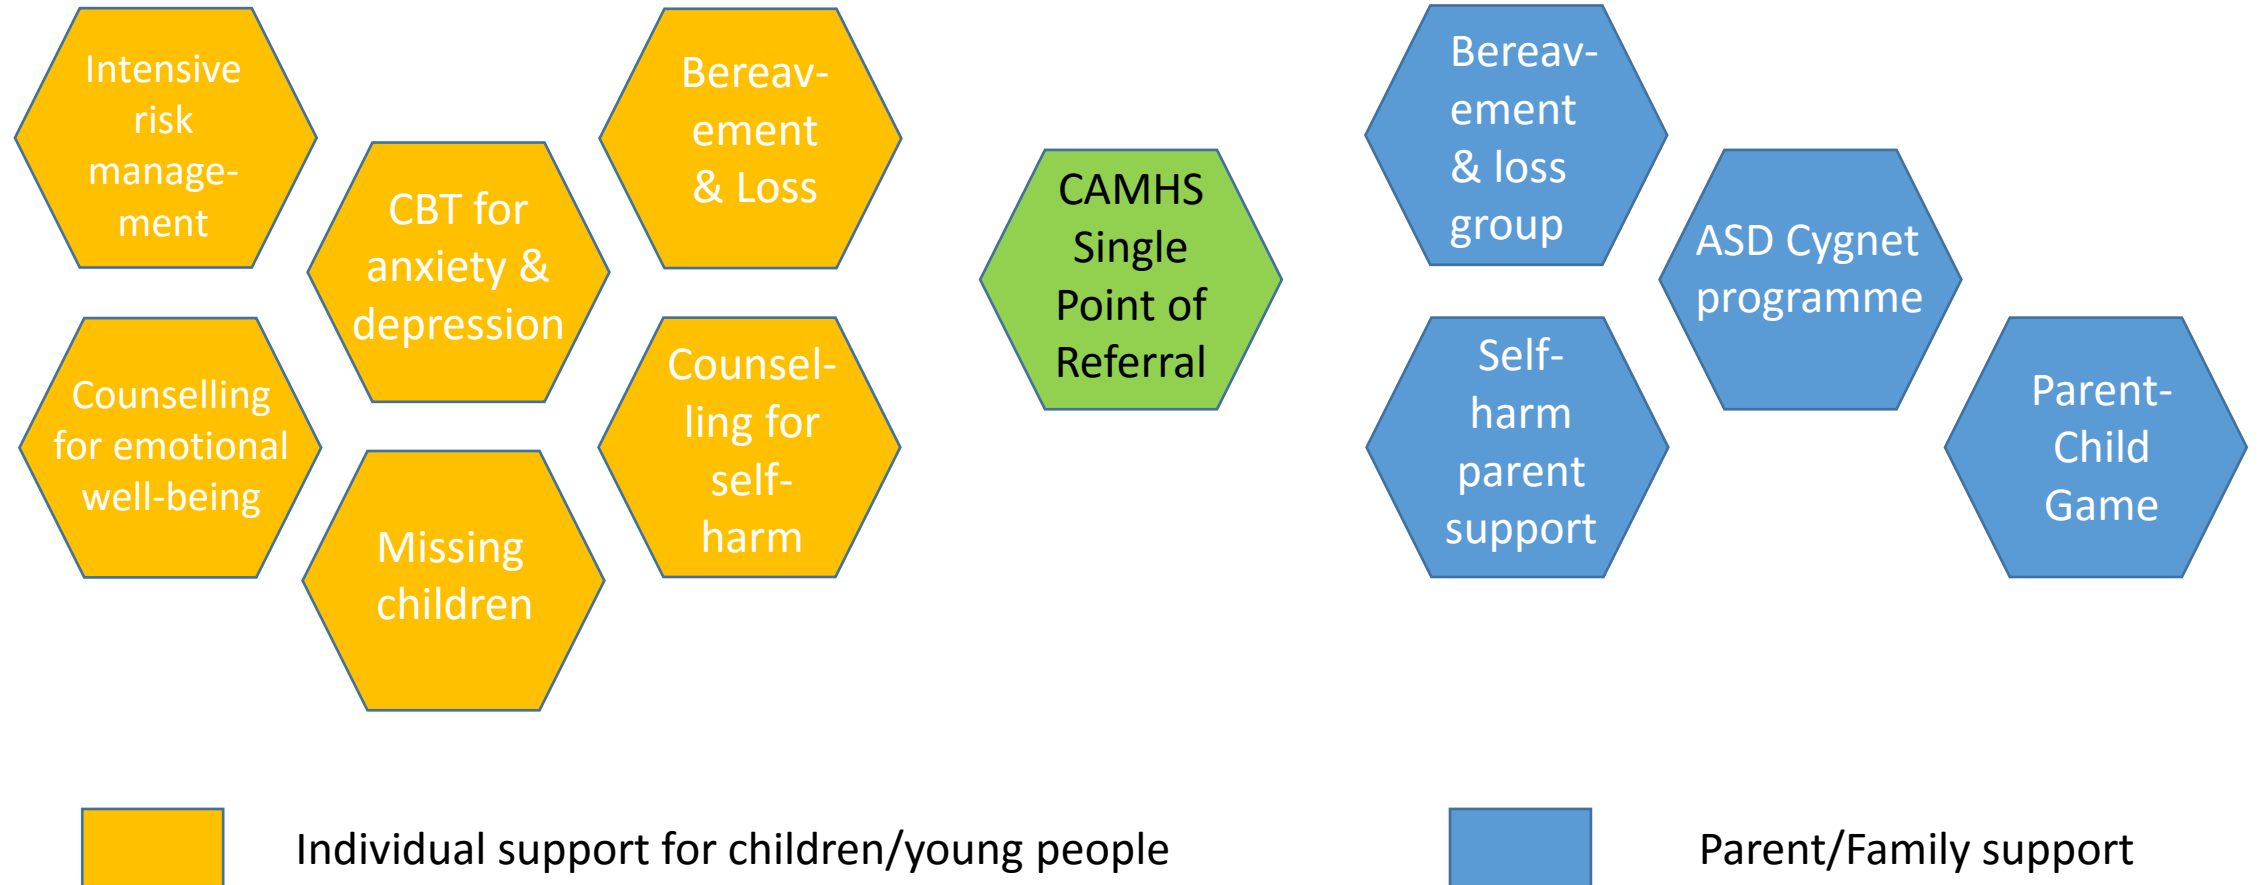 Intensive
risk
manage-
ment
CBT for
anxiety &
depression
Bereav-
ement
& Loss
Counselling
for emotional
well-being
Missing
children
Counsel-
ling for
self-
harm
CAMHS
Single
Point of
Referral
Bereav-
ement
& loss
group
ASD Cygnet
programme
Self-
harm
parent
support
Parent-
Child
Game
Individual support for children/young people
Parent/Family support